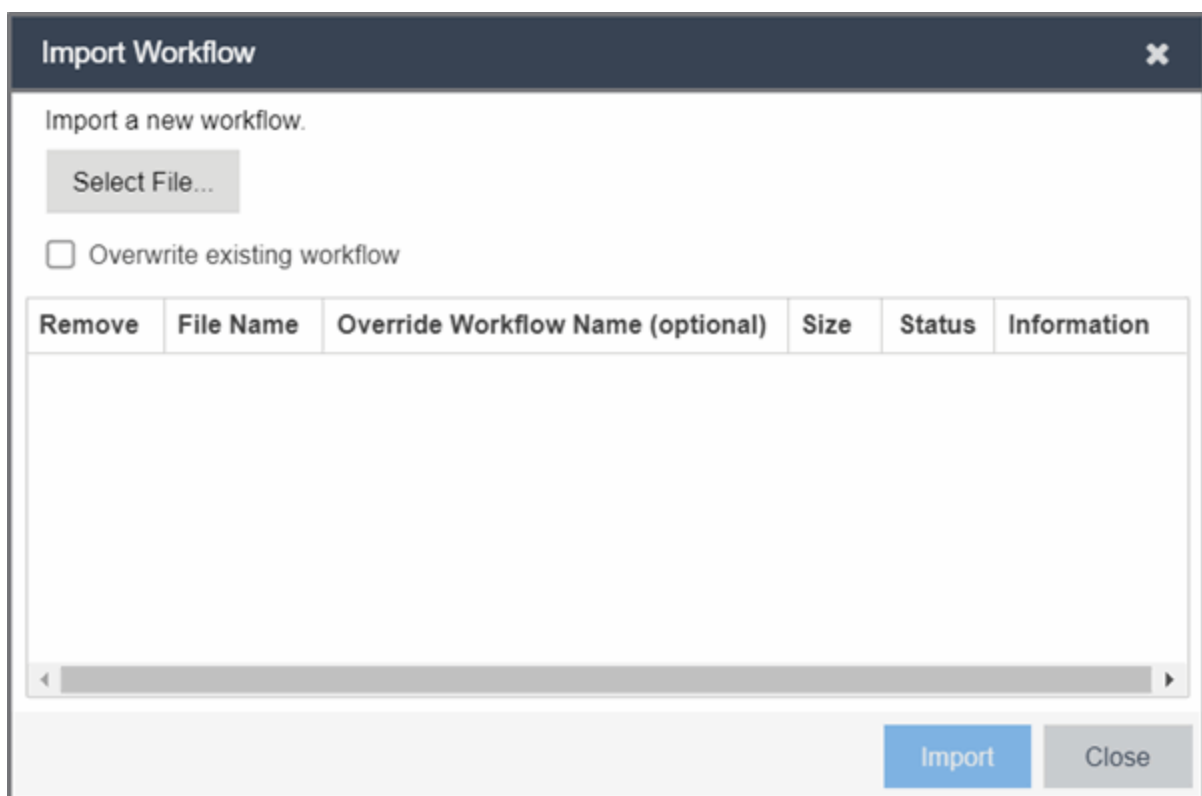 Import Workflow
Import a new workflow.
Select File...
Overwrite existing workflow
Remove File Name Override Workflow Name (optional) Size Status Information
Import Close